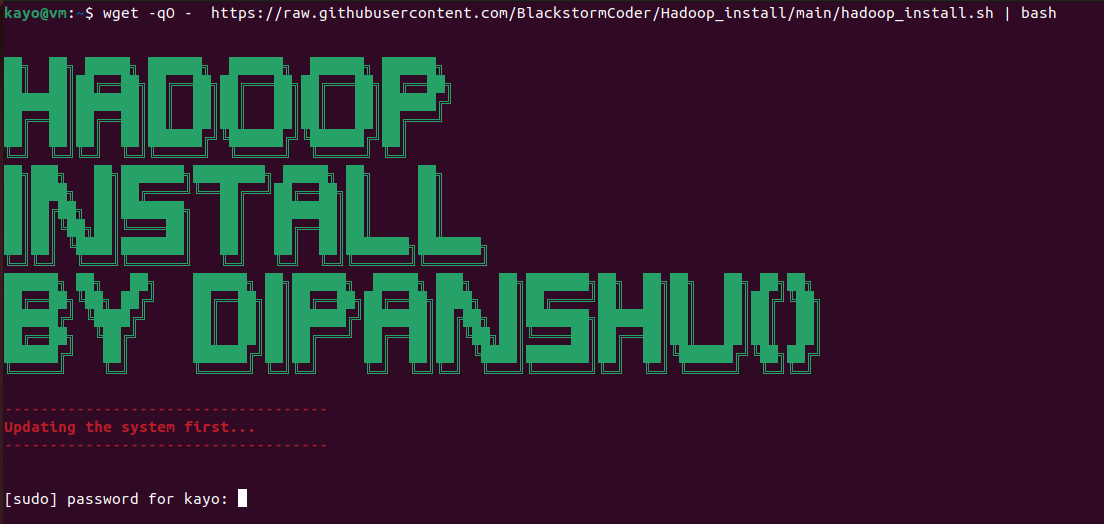 kayo@vm:~$ wget -qO -  https://raw.githubusercontent.com/BlackstormCoder/Hadoop_install/main/hadoop_install.sh | bash
HADOOP
INSTALL
BY DIPANSHU()
------------------------------------
Updating the system first...
------------------------------------
[sudo] password for kayo: